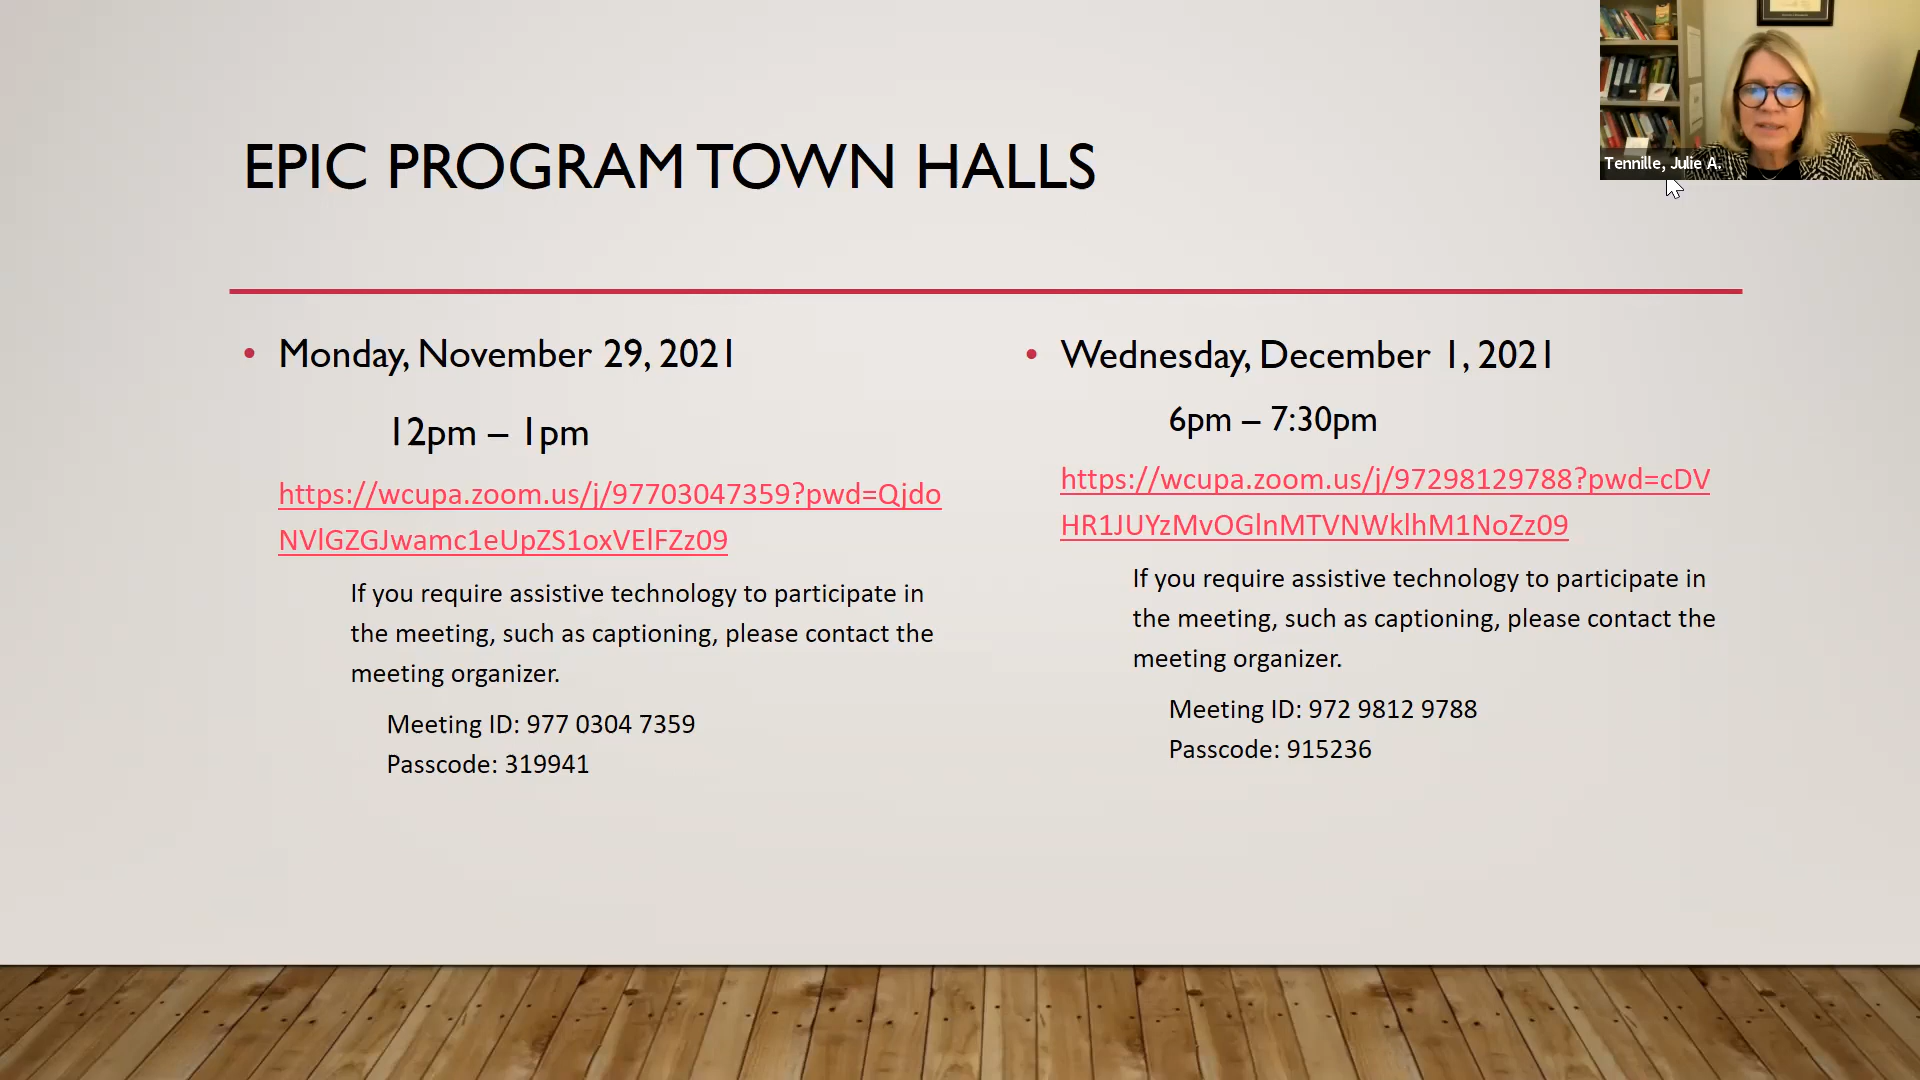 EPIC PROGRAM TOWN HALLS
Tennille, Julie A.
• Monday, November 29, 2021
12pm – 1pm
https://wcupa.zoom.us/j/97703047359?pwd=Qjdo
NVlGZGJwamc1eUpZS1oxVElFZz09
If you require assistive technology to participate in
the meeting, such as captioning, please contact the
meeting organizer.
Meeting ID: 977 0304 7359
Passcode: 319941
• Wednesday, December 1, 2021
6pm – 7:30pm
https://wcupa.zoom.us/j/97298129788?pwd=cDV
HR1JUYzMvOGlnMTVNWklhM1NoZz09
If you require assistive technology to participate in
the meeting, such as captioning, please contact the
meeting organizer.
Meeting ID: 972 9812 9788
Passcode: 915236